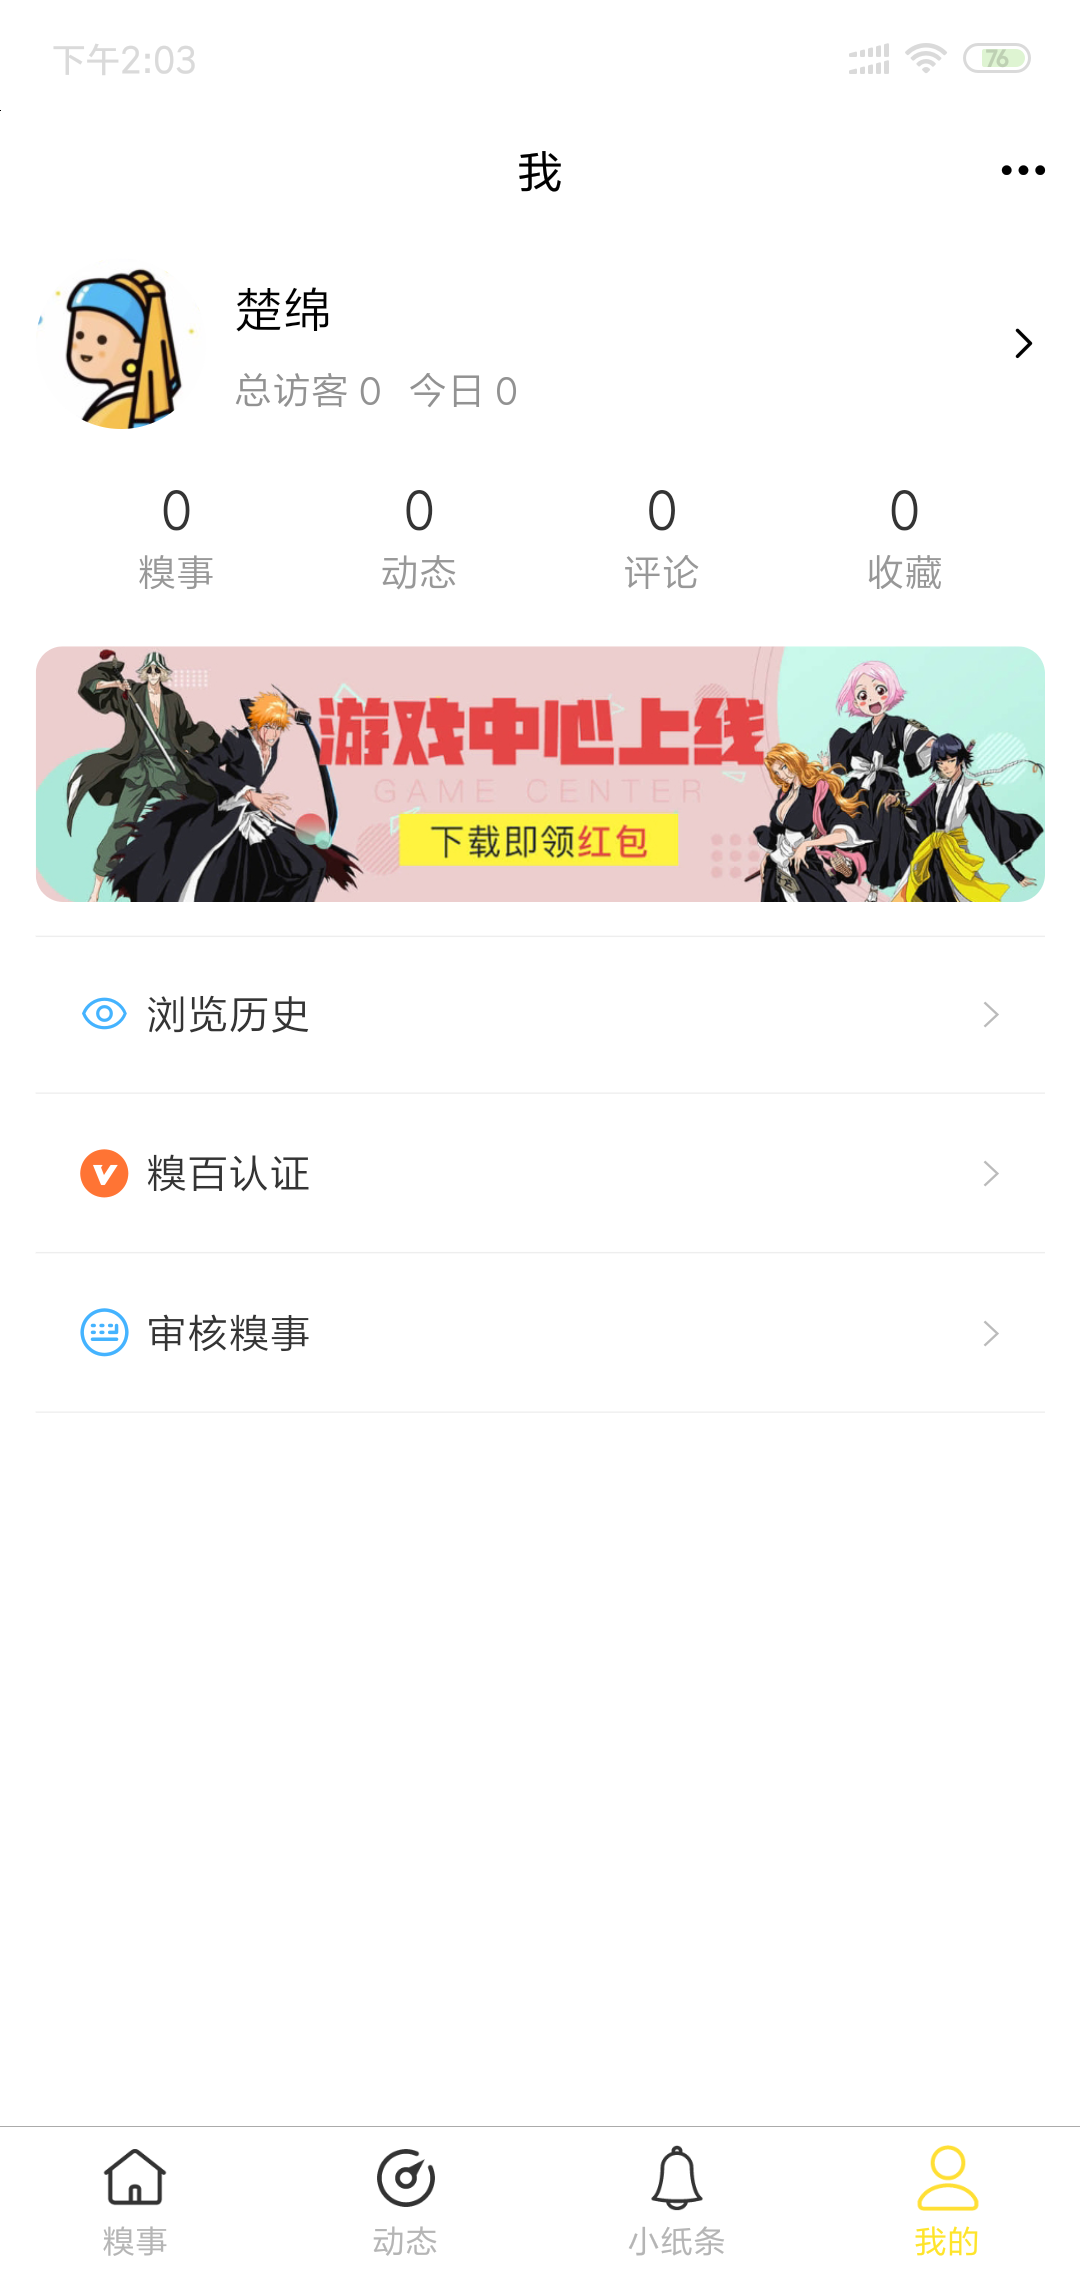 下午2:03
76
我
楚绵
总访客 0 今日 0
0 0 0 0
糗事 动态 评论 收藏
游戏中心上线
GAME CENTER
下载即领红包
浏览历史
糗百认证
审核糗事
糗事 动态 小纸条 我的